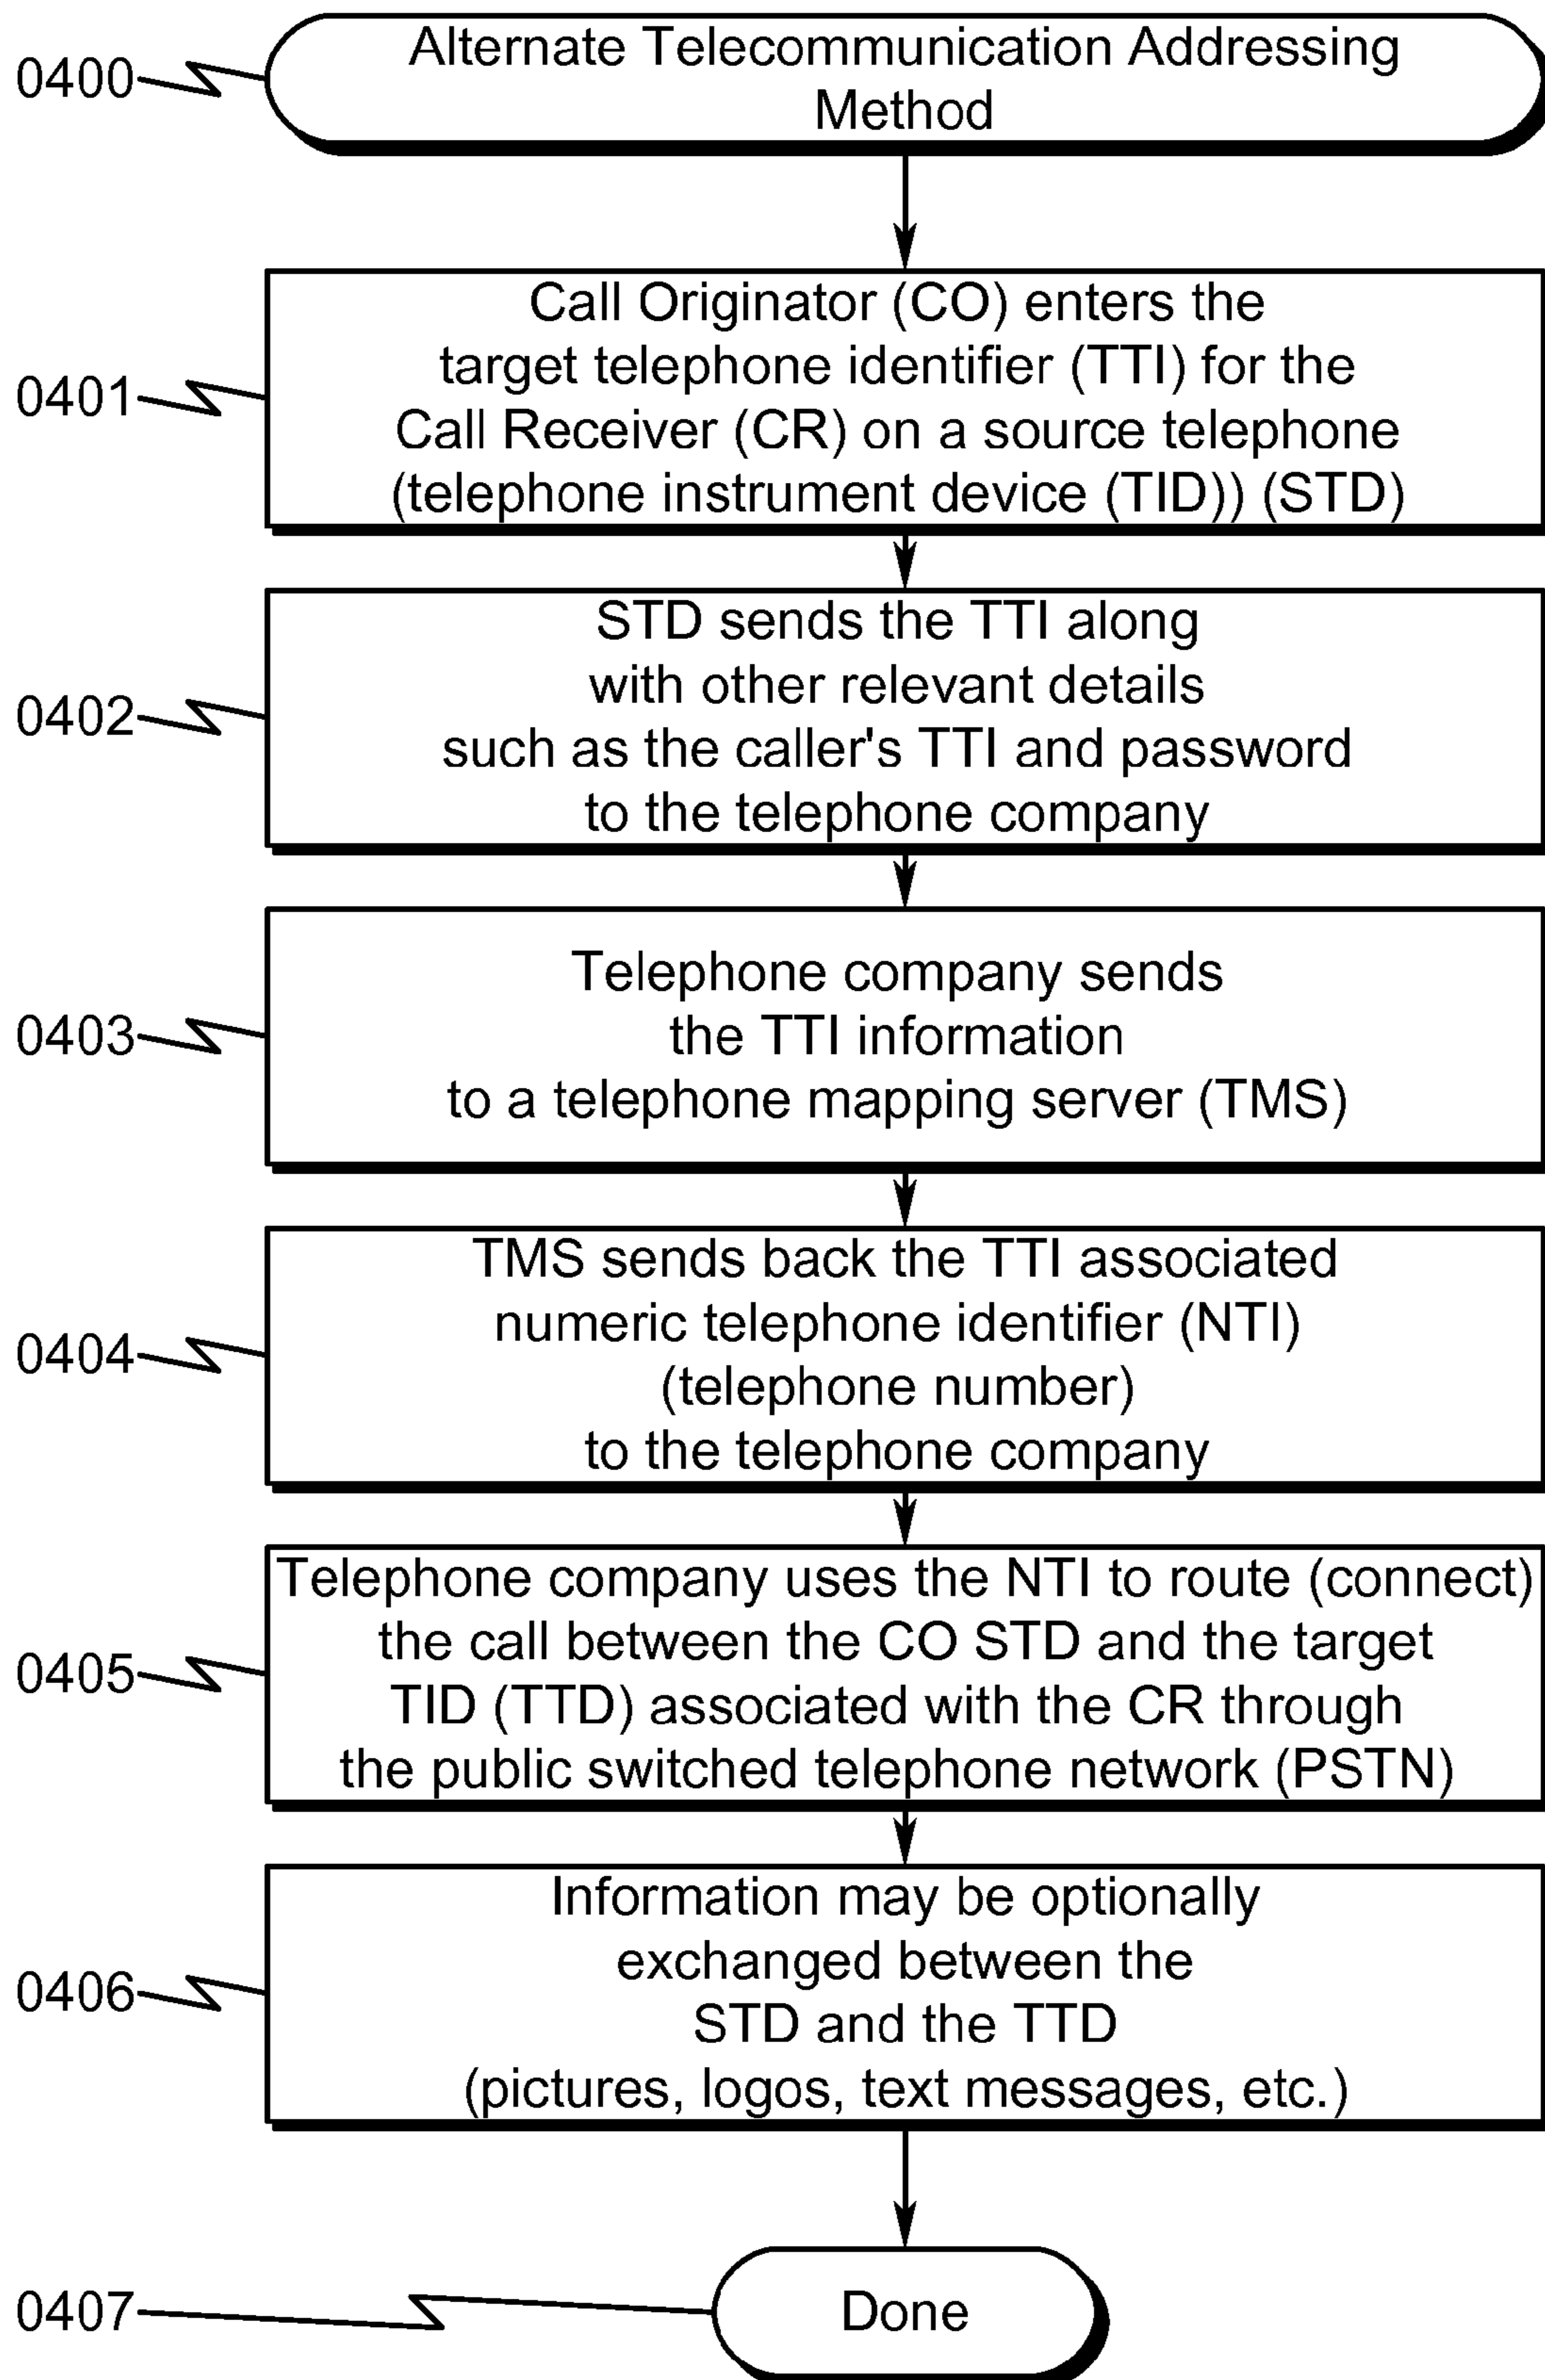 0400
Alternate Telecommunication Addressing
Method
0401
Call Originator (CO) enters the
target telephone identifier (TTI) for the
Call Receiver (CR) on a source telephone
(telephone instrument device (TID)) (STD)
0402
STD sends the TTI along
with other relevant details
such as the caller's TTI and password
to the telephone company
0403
Telephone company sends
the TTI information
to a telephone mapping server (TMS)
0404
TMS sends back the TTI associated
numeric telephone identifier (NTI)
(telephone number)
to the telephone company
0405
Telephone company uses the NTI to route (connect)
the call between the CO STD and the target
TID (TTD) associated with the CR through
the public switched telephone network (PSTN)
0406
Information may be optionally
exchanged between the
STD and the TTD
(pictures, logos, text messages, etc.)
0407
Done